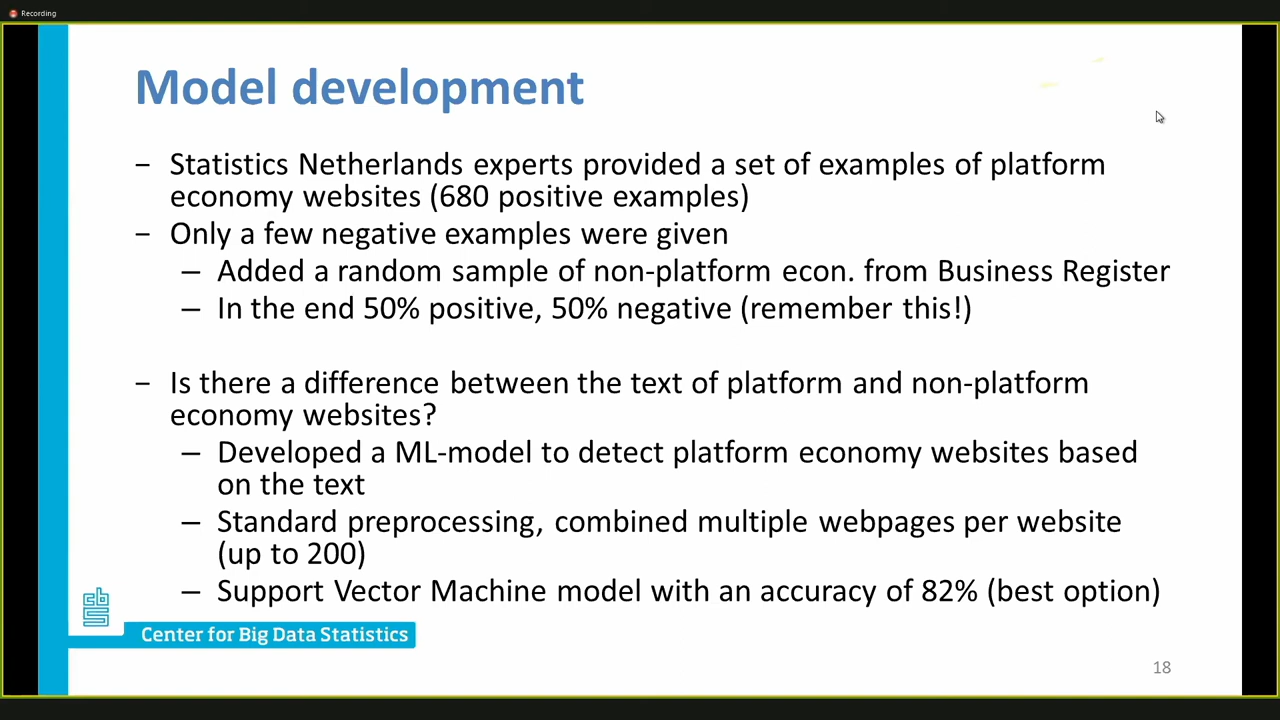 Recording
Model development
− Statistics Netherlands experts provided a set of examples of platform
economy websites (680 positive examples)
− Only a few negative examples were given
– Added a random sample of non-platform econ. from Business Register
– In the end 50% positive, 50% negative (remember this!)
− Is there a difference between the text of platform and non-platform
economy websites?
– Developed a ML-model to detect platform economy websites based
on the text
– Standard preprocessing, combined multiple webpages per website
(up to 200)
– Support Vector Machine model with an accuracy of 82% (best option)
cbs
Center for Big Data Statistics
18